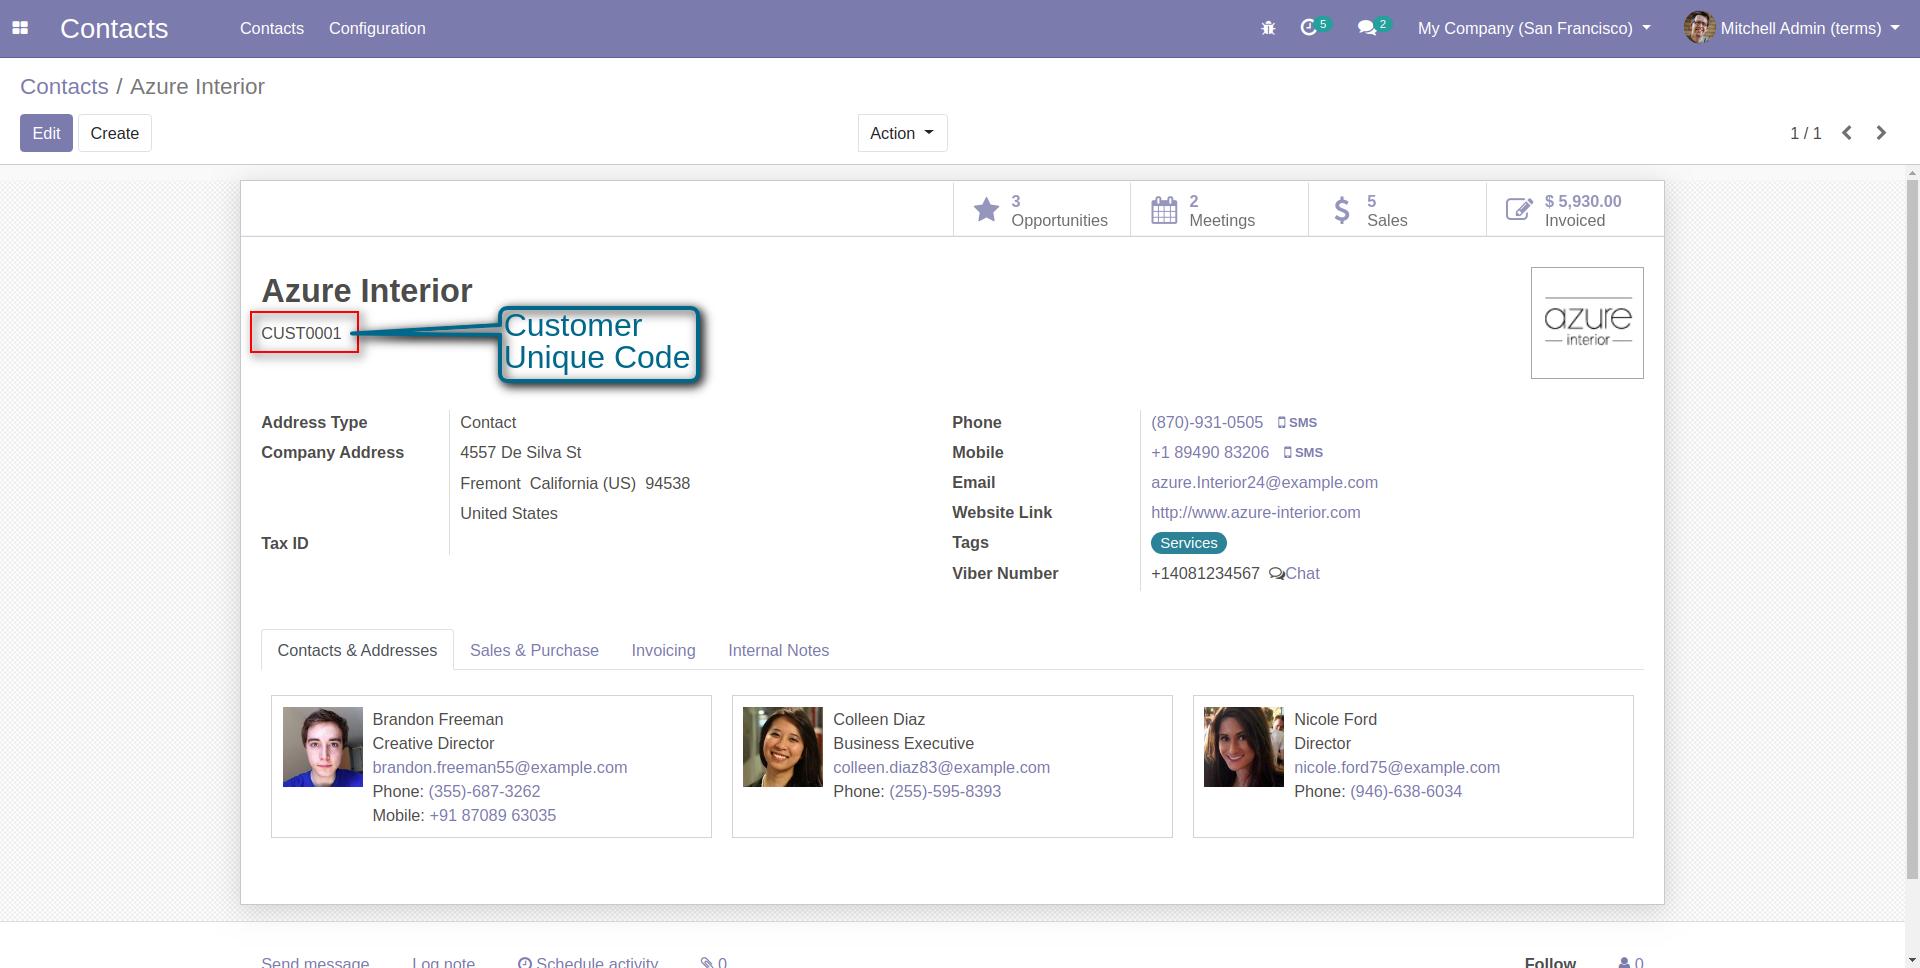 Contacts
Contacts
Configuration
5
2
My Company (San Francisco)
Mitchell Admin (terms)
Contacts / Azure Interior
Edit
Create
Action
1 / 1
3
Opportunities
2
Meetings
5
Sales
$ 5,930.00
Invoiced
Azure Interior
CUST0001
Customer
Unique Code
azure
interior
Address Type
Contact
Company Address
4557 De Silva St
Fremont California (US) 94538
United States
Tax ID
Phone
(870)-931-0505 SMS
Mobile
+1 89490 83206 SMS
Email
azure.Interior24@example.com
Website Link
http://www.azure-interior.com
Tags
Services
Viber Number
+14081234567 Chat
Contacts & Addresses
Sales & Purchase
Invoicing
Internal Notes
Brandon Freeman
Creative Director
brandon.freeman55@example.com
Phone: (355)-687-3262
Mobile: +91 87089 63035
Colleen Diaz
Business Executive
colleen.diaz83@example.com
Phone: (255)-595-8393
Nicole Ford
Director
nicole.ford75@example.com
Phone: (946)-638-6034
Send message
Log note
Schedule activity
0
Follow
0